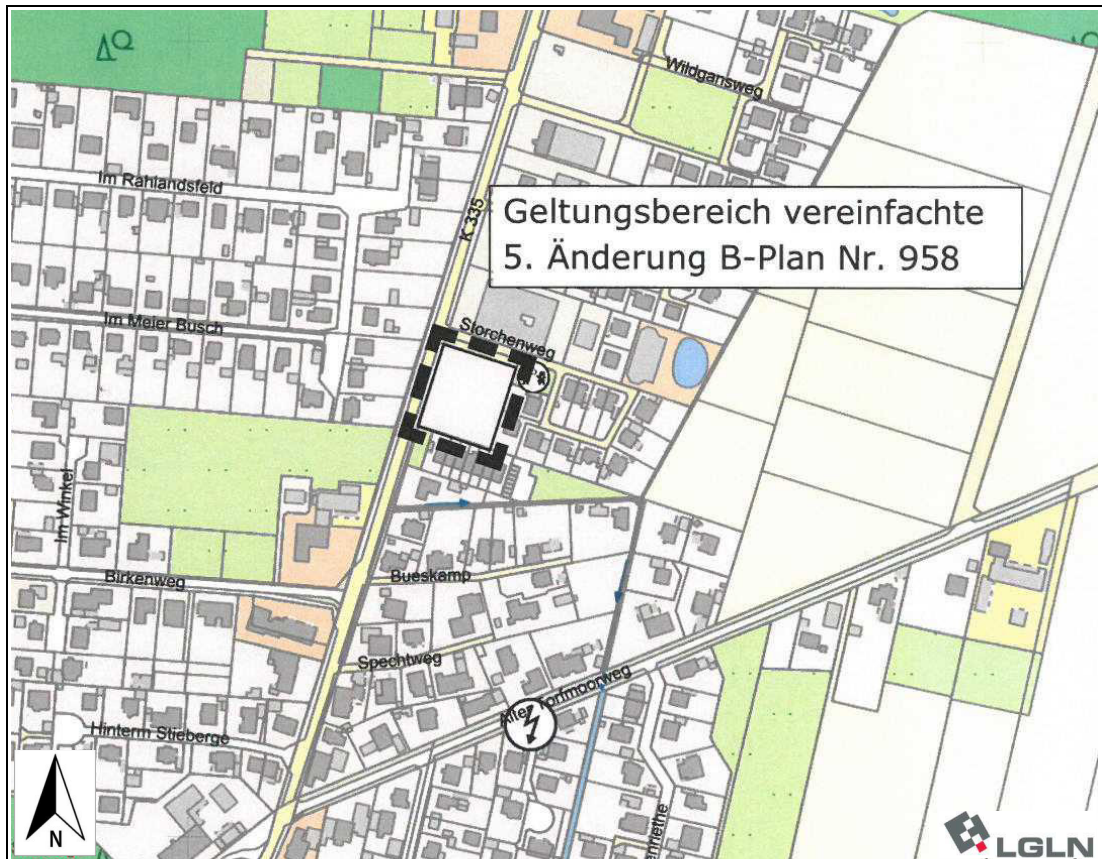 Wildgansweg
Im Rahlandsfeld
K 335
Geltungsbereich vereinfachte
5. Änderung B-Plan Nr. 958
Im Meier Busch
Storchenweg
Im Winkel
Birkenweg
Bueskamp
Spechtweg
Alter Torfmoorweg
Hinterm Stieberge
N
LGLN